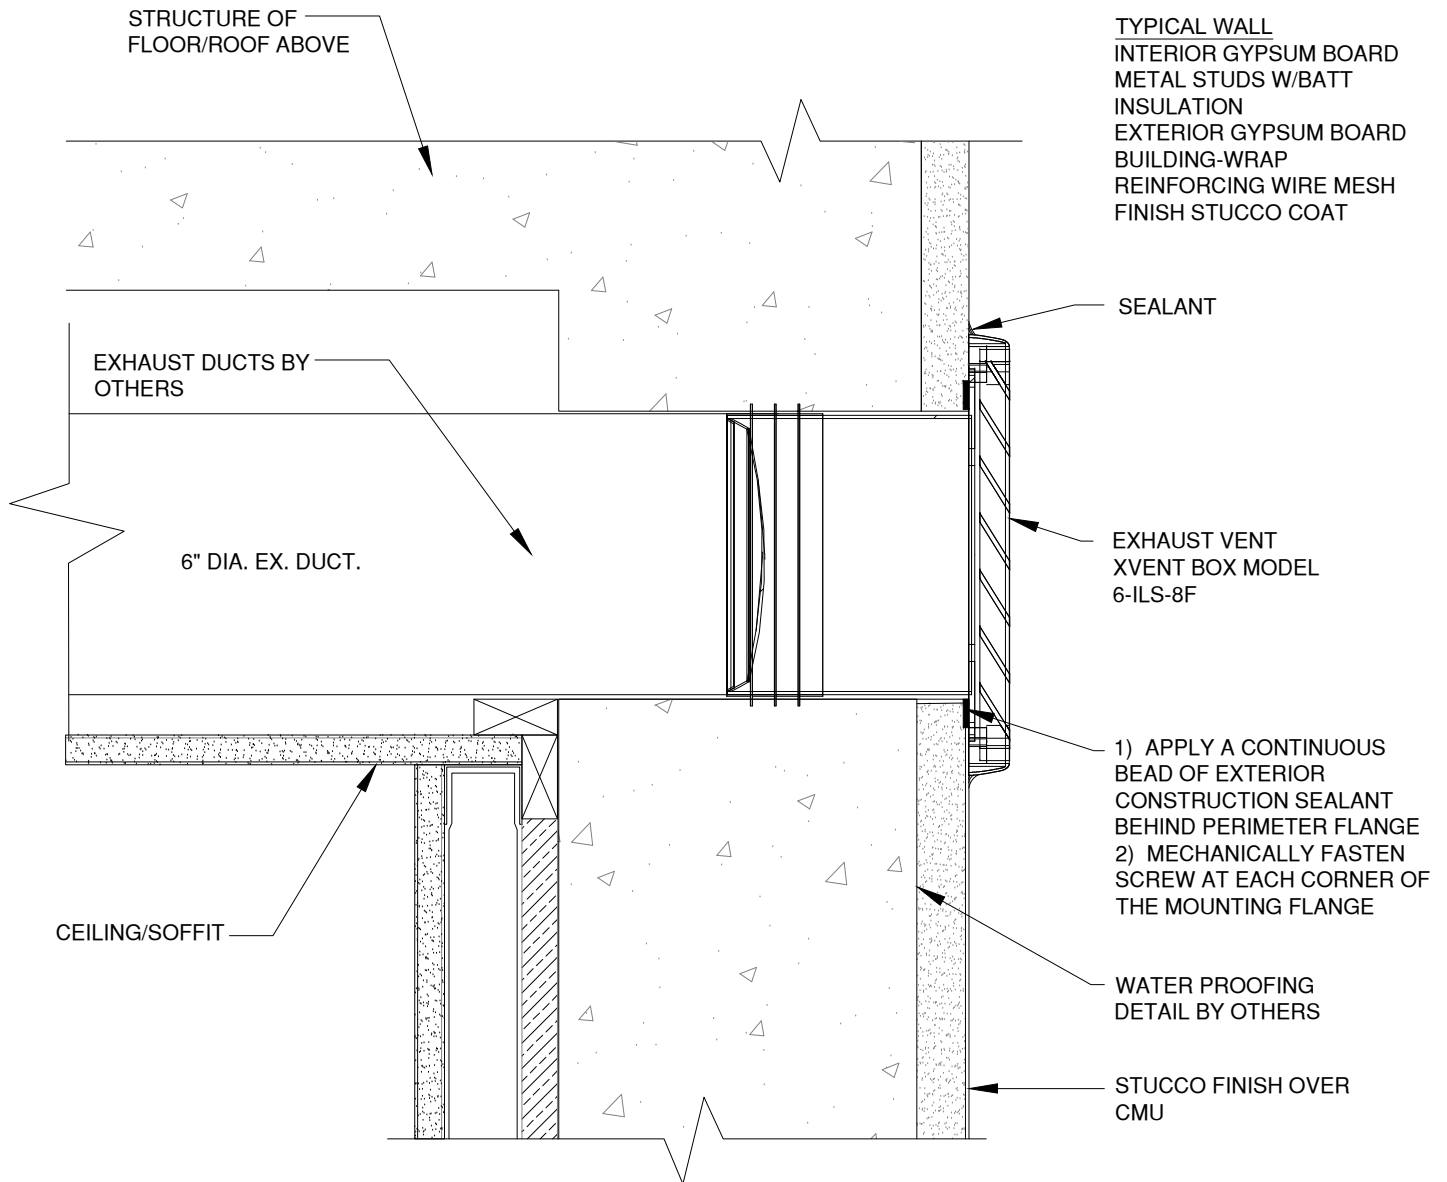 STRUCTURE OF
FLOOR/ROOF ABOVE
TYPICAL WALL
INTERIOR GYPSUM BOARD
METAL STUDS W/BATT
INSULATION
EXTERIOR GYPSUM BOARD
BUILDING-WRAP
REINFORCING WIRE MESH
FINISH STUCCO COAT
SEALANT
EXHAUST DUCTS BY
OTHERS
6" DIA. EX. DUCT.
EXHAUST VENT
XVENT BOX MODEL
6-ILS-8F
1) APPLY A CONTINUOUS
BEAD OF EXTERIOR
CONSTRUCTION SEALANT
BEHIND PERIMETER FLANGE
2) MECHANICALLY FASTEN
SCREW AT EACH CORNER OF
THE MOUNTING FLANGE
CEILING/SOFFIT
WATER PROOFING
DETAIL BY OTHERS
STUCCO FINISH OVER
CMU